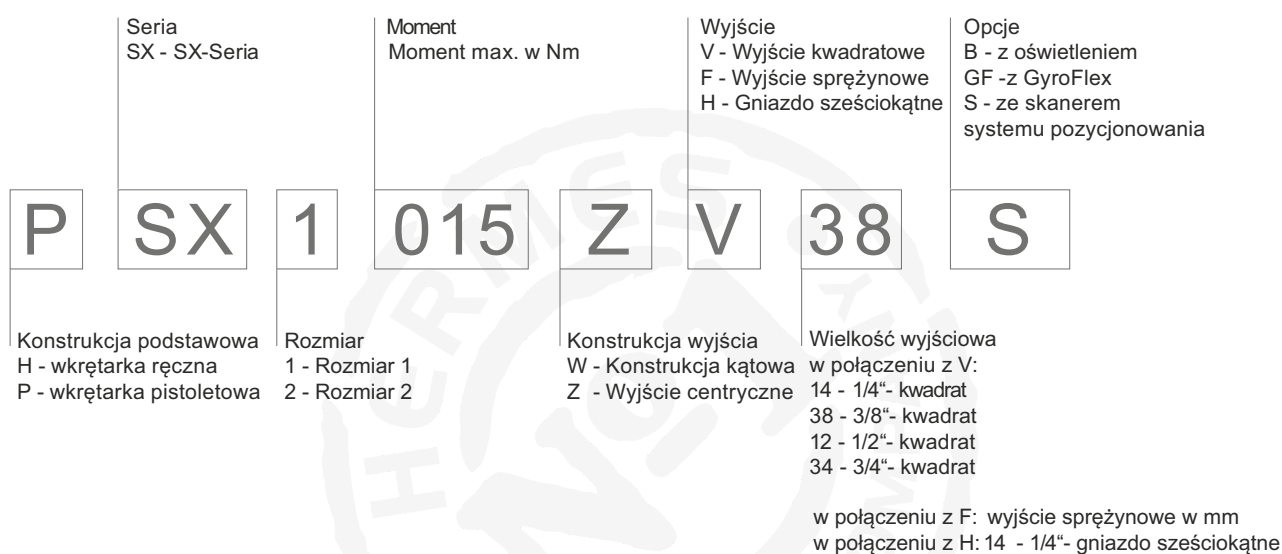 Seria
SX - SX-Seria
Moment
Moment max. w Nm
Wyjście
V - Wyjście kwadratowe
F - Wyjście sprężynowe
H - Gniazdo sześciokątne
Opcje
B - z oświetleniem
GF -z GyroFlex
S - ze skanerem
systemu pozycjonowania
P SX 1 015 Z V 38 S
Konstrukcja podstawowa
H - wkrętarka ręczna
P - wkrętarka pistoletowa
Rozmiar
1 - Rozmiar 1
2 - Rozmiar 2
Konstrukcja wyjścia
W - Konstrukcja kątowa
Z - Wyjście centryczne
Wielkość wyjściowa
w połączeniu z V:
14 - 1/4“- kwadrat
38 - 3/8“- kwadrat
12 - 1/2“- kwadrat
34 - 3/4“- kwadrat
w połączeniu z F: wyjście sprężynowe w mm
w połączeniu z H: 14 - 1/4“- gniazdo sześciokątne
HERMES